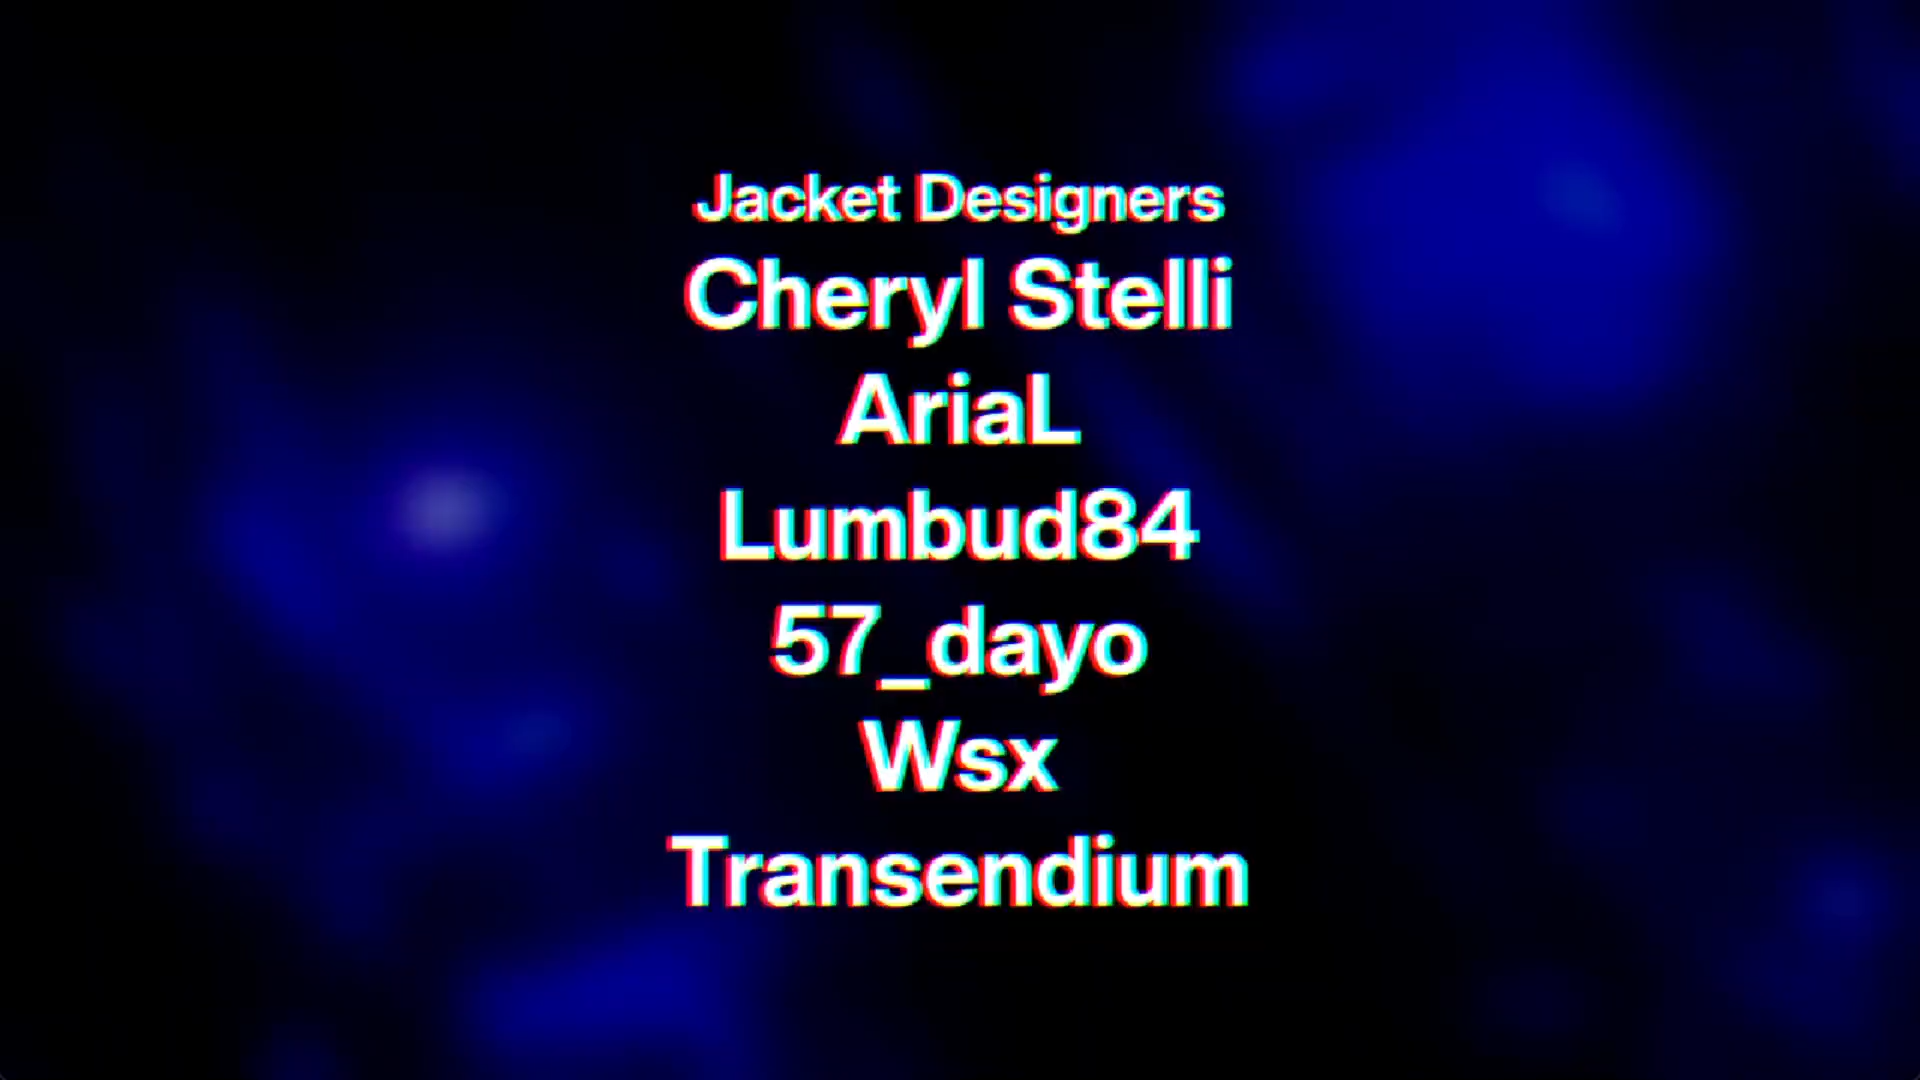 Jacket Designers
Cheryl Stelli
AriaL
Lumbud84
57_dayo
Wsx
Transendium